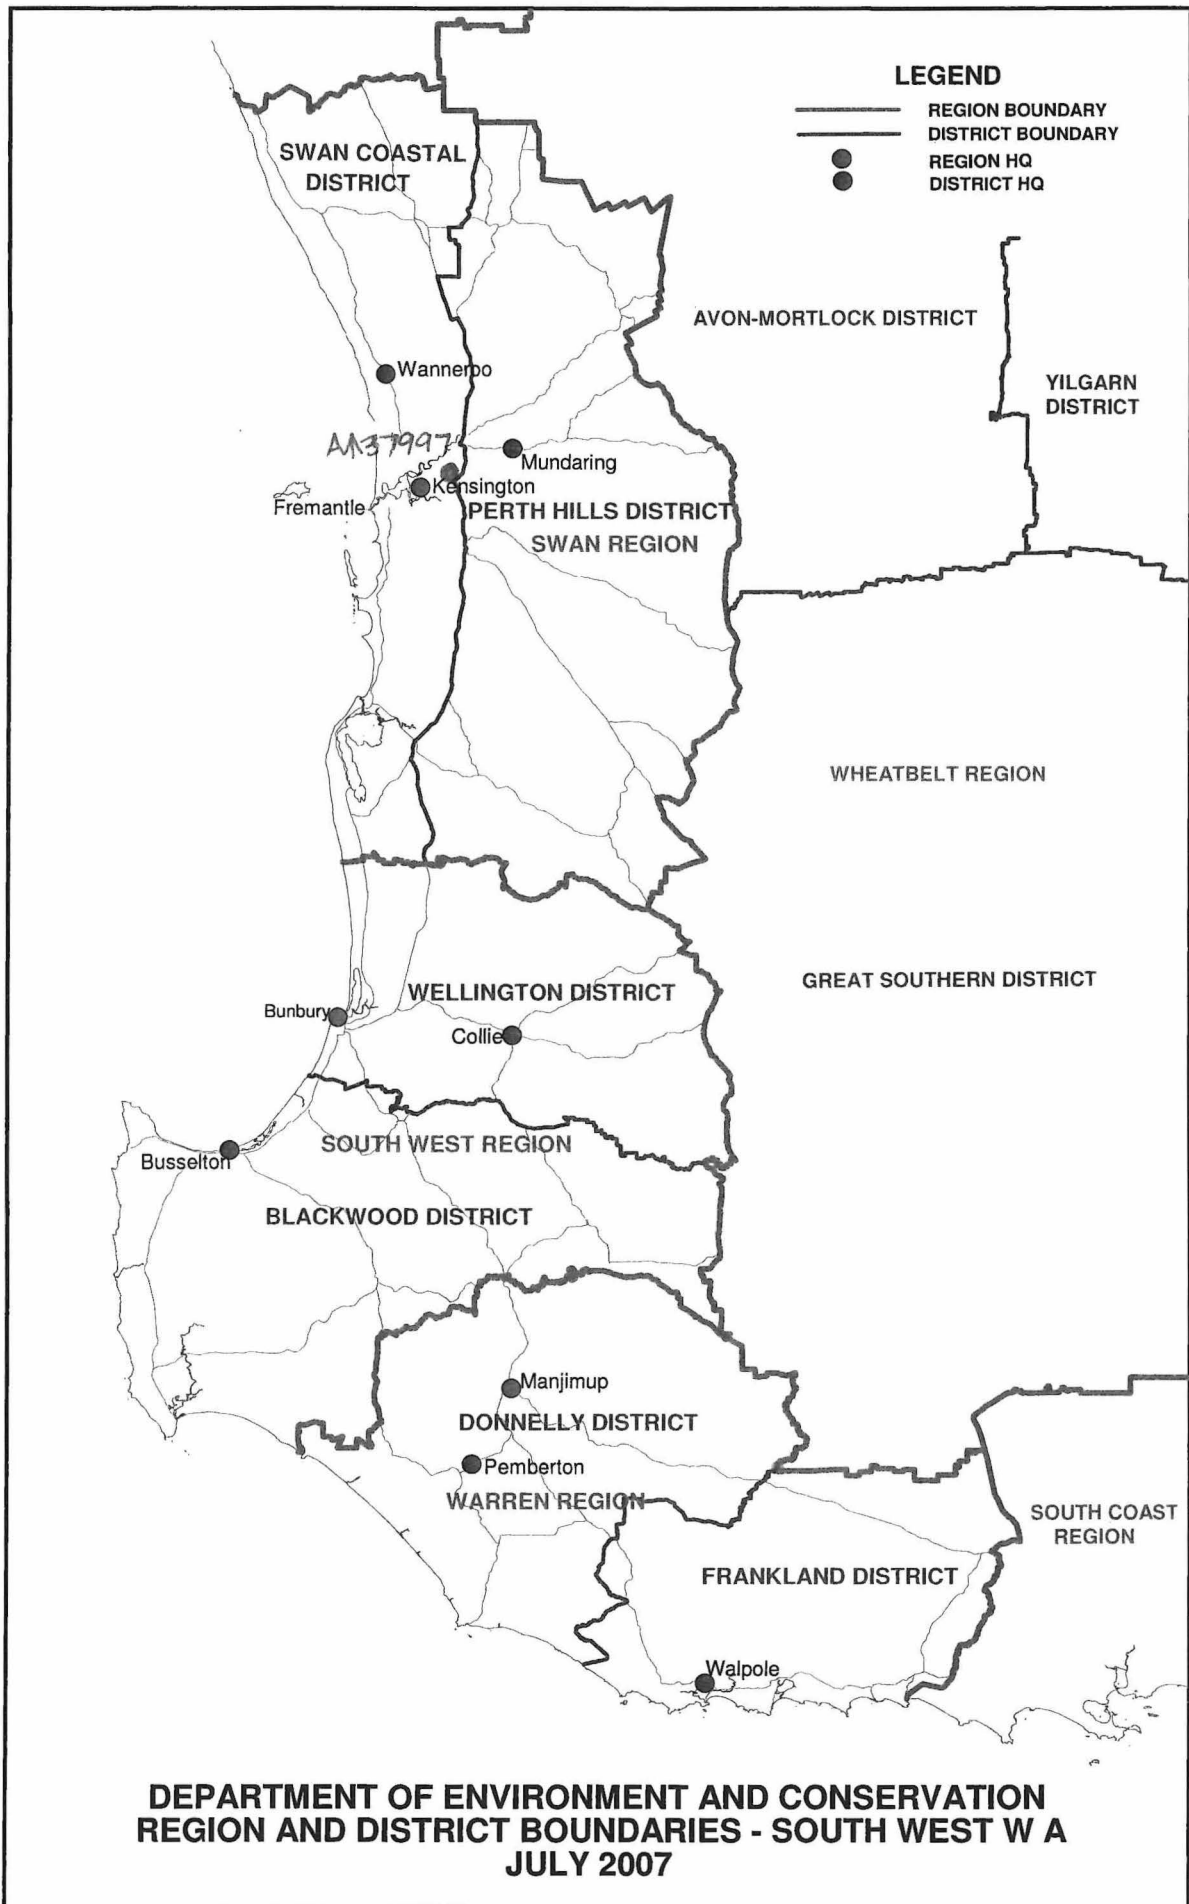 LEGEND
REGION BOUNDARY
DISTRICT BOUNDARY
REGION HQ
DISTRICT HQ
SWAN COASTAL
DISTRICT
AVON-MORTLOCK DISTRICT
YILGARN
DISTRICT
Wanneroo
AA37997
Mundaring
Kensington
Fremantle
PERTH HILLS DISTRICT
SWAN REGION
WHEATBELT REGION
GREAT SOUTHERN DISTRICT
WELLINGTON DISTRICT
Bunbury
Collie
SOUTH WEST REGION
Busselton
BLACKWOOD DISTRICT
Manjimup
DONNELLY DISTRICT
Pemberton
WARREN REGION
SOUTH COAST
REGION
FRANKLAND DISTRICT
Walpole
DEPARTMENT OF ENVIRONMENT AND CONSERVATION
REGION AND DISTRICT BOUNDARIES - SOUTH WEST W A
JULY 2007